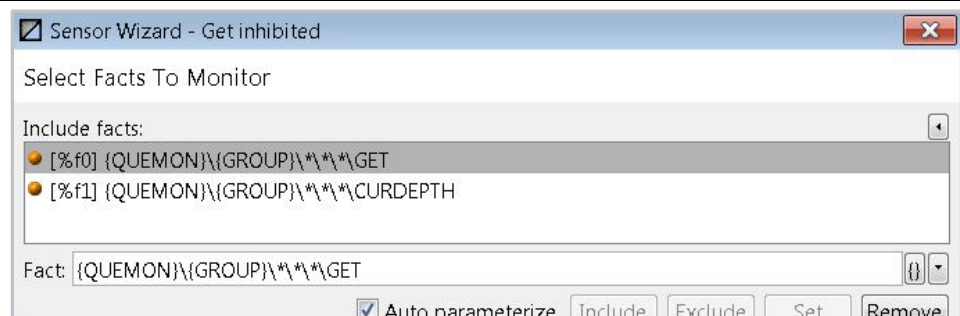 Sensor Wizard - Get inhibited
Select Facts To Monitor
Include facts:
[%f0] {QUEMON}\{GROUP}\*\*\*\GET
[%f1] {QUEMON}\{GROUP}\*\*\*\CURDEPTH
Fact: {QUEMON}\{GROUP}\*\*\*\GET {}
Auto parameterize Include Exclude Set Remove